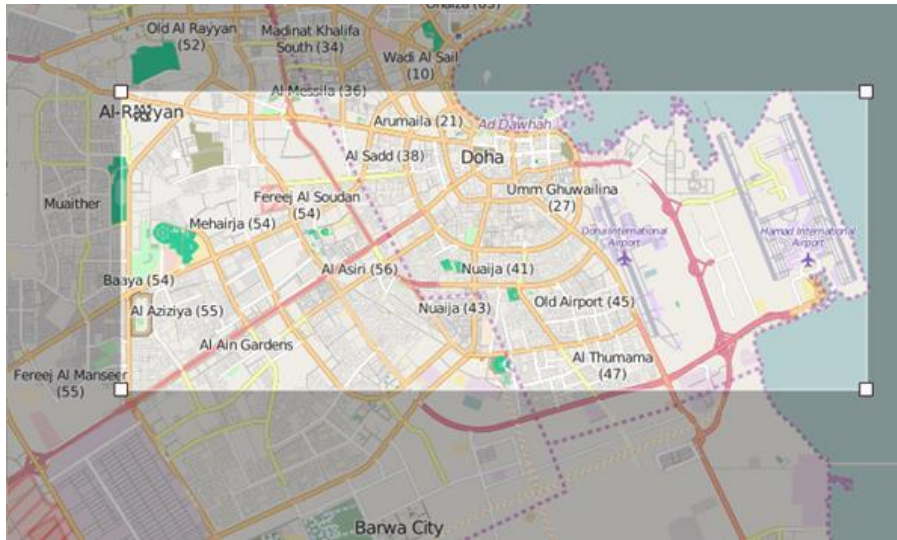 Onaiza (63)
Old Al Rayyan
(52)
Madinat Khalifa
South (34)
Wadi Al Sail
(10)
Al Messila (36)
Al-Rayyan
Arumaila (21)
Ad Dawhah
Al Sadd (38)
Doha
Muaither
Fereej Al Soudan
(54)
Umm Ghuwailina
(27)
Mehairja (54)
Doha International
Airport
Hamad International
Airport
Al Asiri (56)
Nuaija (41)
Baaya (54)
Al Aziziya (55)
Nuaija (43)
Old Airport (45)
Al Ain Gardens
Al Thumama
(47)
Fereej Al Manseer
(55)
Barwa City